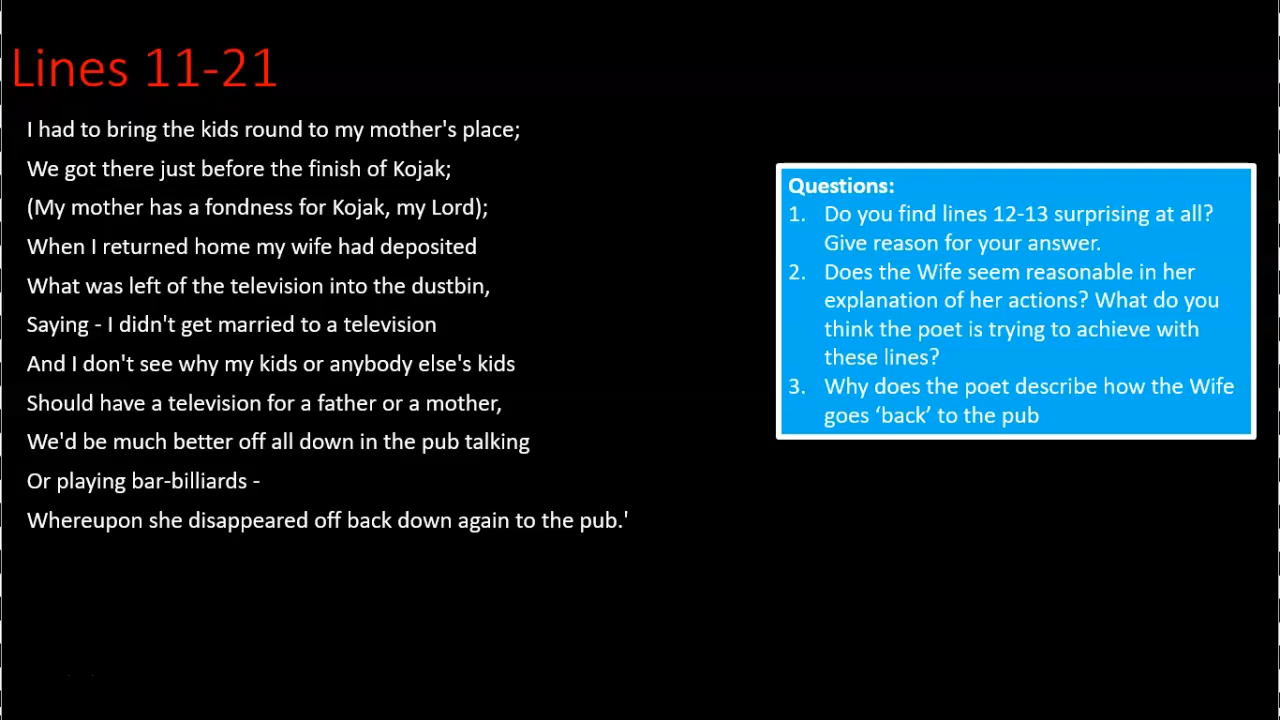 Lines 11-21
I had to bring the kids round to my mother's place;
We got there just before the finish of Kojak;
(My mother has a fondness for Kojak, my Lord);
When I returned home my wife had deposited
What was left of the television into the dustbin,
Saying - I didn't get married to a television
And I don't see why my kids or anybody else's kids
Should have a television for a father or a mother,
We'd be much better off all down in the pub talking
Or playing bar-billiards -
Whereupon she disappeared off back down again to the pub.'
Questions:
1. Do you find lines 12-13 surprising at all?
Give reason for your answer.
2. Does the Wife seem reasonable in her
explanation of her actions? What do you
think the poet is trying to achieve with
these lines?
3. Why does the poet describe how the Wife
goes ‘back’ to the pub